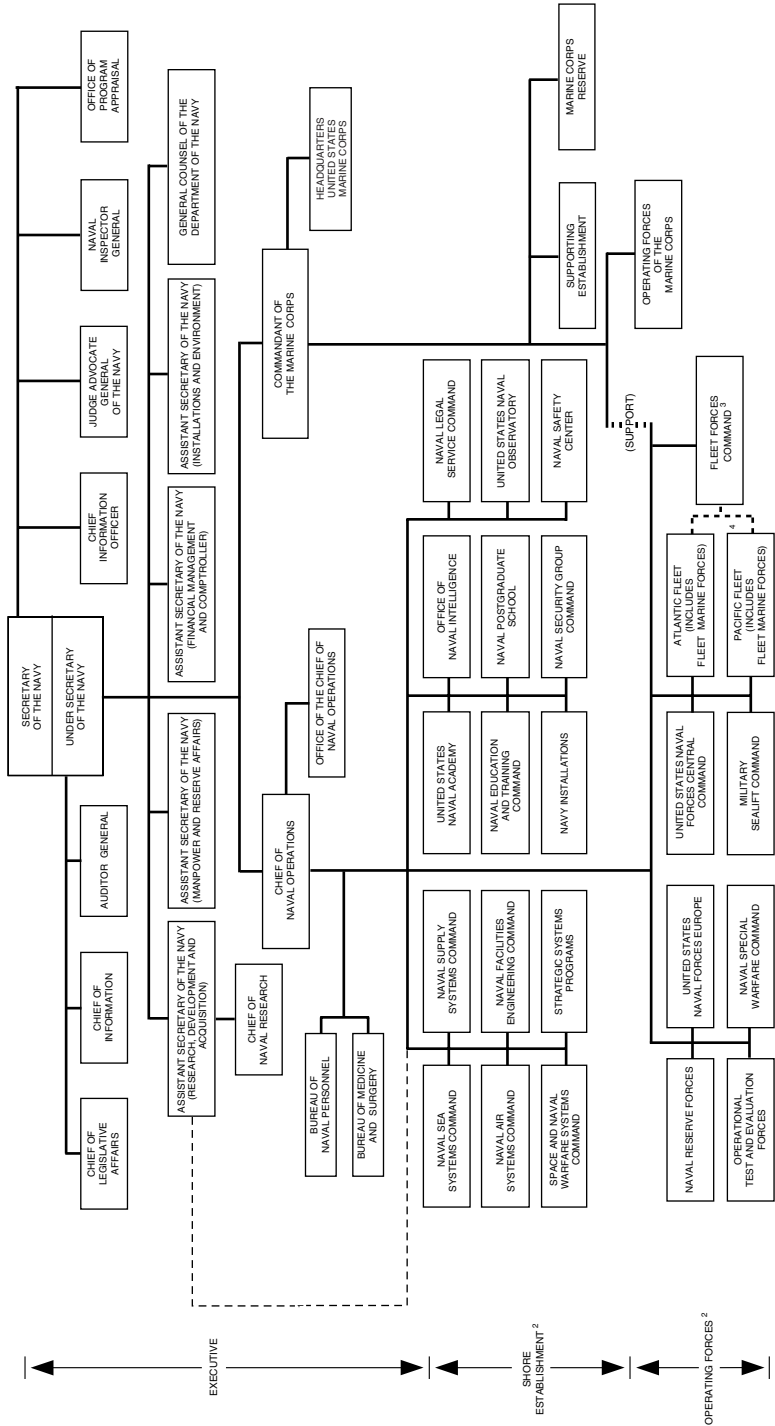 SECRETARY
OF THE NAVY
UNDER SECRETARY
OF THE NAVY
CHIEF OF
LEGISLATIVE
AFFAIRS
CHIEF OF
INFORMATION
AUDITOR GENERAL
CHIEF
INFORMATION
OFFICER
JUDGE ADVOCATE
GENERAL
OF THE NAVY
NAVAL
INSPECTOR
GENERAL
OFFICE OF
PROGRAM
APPRAISAL
ASSISTANT SECRETARY OF THE NAVY
(RESEARCH, DEVELOPMENT AND
ACQUISITION)
ASSISTANT SECRETARY OF THE NAVY
(MANPOWER AND RESERVE AFFAIRS)
ASSISTANT SECRETARY OF THE NAVY
(FINANCIAL MANAGEMENT
AND COMPTROLLER)
ASSISTANT SECRETARY OF THE NAVY
(INSTALLATIONS AND ENVIRONMENT)
GENERAL COUNSEL OF THE
DEPARTMENT OF THE NAVY
CHIEF OF
NAVAL RESEARCH
CHIEF OF
NAVAL OPERATIONS
OFFICE OF THE CHIEF OF
NAVAL OPERATIONS
COMMANDANT OF
THE MARINE CORPS
HEADQUARTERS
UNITED STATES
MARINE CORPS
BUREAU OF
NAVAL PERSONNEL
BUREAU OF MEDICINE
AND SURGERY
EXECUTIVE
NAVAL SEA
SYSTEMS COMMAND
NAVAL SUPPLY
SYSTEMS COMMAND
UNITED STATES
NAVAL ACADEMY
OFFICE OF
NAVAL INTELLIGENCE
NAVAL LEGAL
SERVICE COMMAND
NAVAL AIR
SYSTEMS COMMAND
NAVAL FACILITIES
ENGINEERING COMMAND
NAVAL EDUCATION
AND TRAINING
COMMAND
NAVAL POSTGRADUATE
SCHOOL
UNITED STATES NAVAL
OBSERVATORY
SPACE AND NAVAL
WARFARE SYSTEMS
COMMAND
STRATEGIC SYSTEMS
PROGRAMS
NAVY INSTALLATIONS
NAVAL SECURITY GROUP
COMMAND
NAVAL SAFETY
CENTER
SUPPORTING
ESTABLISHMENT
MARINE CORPS
RESERVE
SHORE
ESTABLISHMENT 2
OPERATING FORCES
OF THE
MARINE CORPS
(SUPPORT)
NAVAL RESERVE FORCES
UNITED STATES
NAVAL FORCES EUROPE
UNITED STATES NAVAL
FORCES CENTRAL
COMMAND
ATLANTIC FLEET
(INCLUDES
FLEET MARINE FORCES)
FLEET FORCES
COMMAND 3
4
OPERATIONAL
TEST AND EVALUATION
FORCES
NAVAL SPECIAL
WARFARE COMMAND
MILITARY
SEALIFT COMMAND
PACIFIC FLEET
(INCLUDES
FLEET MARINE FORCES)
OPERATING FORCES 2